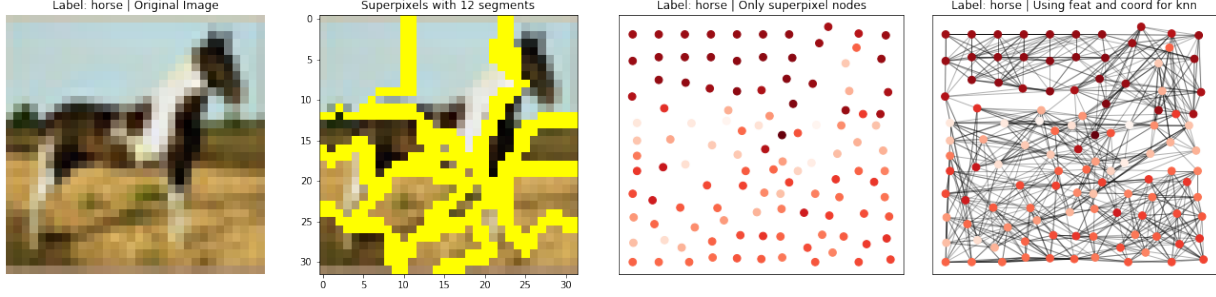 Label: horse | Original Image
Superpixels with 12 segments
Label: horse | Only superpixel nodes
Label: horse | Using feat and coord for knn
0
5
10
15
20
25
30
0 5 10 15 20 25 30